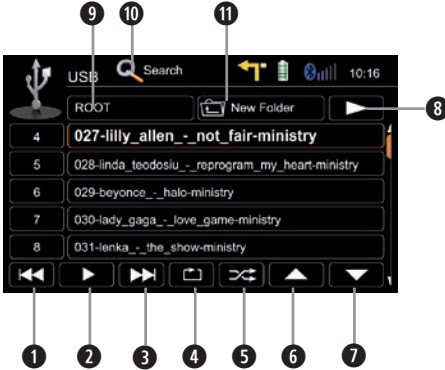 9 10 11
USB Search 10:16
ROOT New Folder 8
4 027-lilly_allen_-_not_fair-ministry
5 028-linda_teodosiu_-_reprogram_my_heart-ministry
6 029-beyonce_-_halo-ministry
7 030-lady_gaga_-_love_game-ministry
8 031-lenka_-_the_show-ministry
1 2 3 4 5 6 7